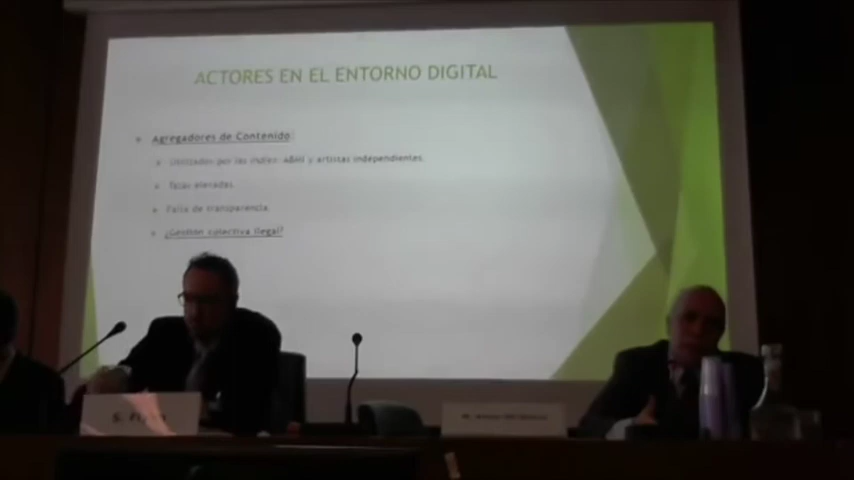 ACTORES EN EL ENTORNO DIGITAL
Agregadores de Contenido:
Utilizados por las indies: ABMI y artistas independientes.
Tasas elevadas.
Falta de transparencia.
¿Gestión colectiva ilegal?
S.